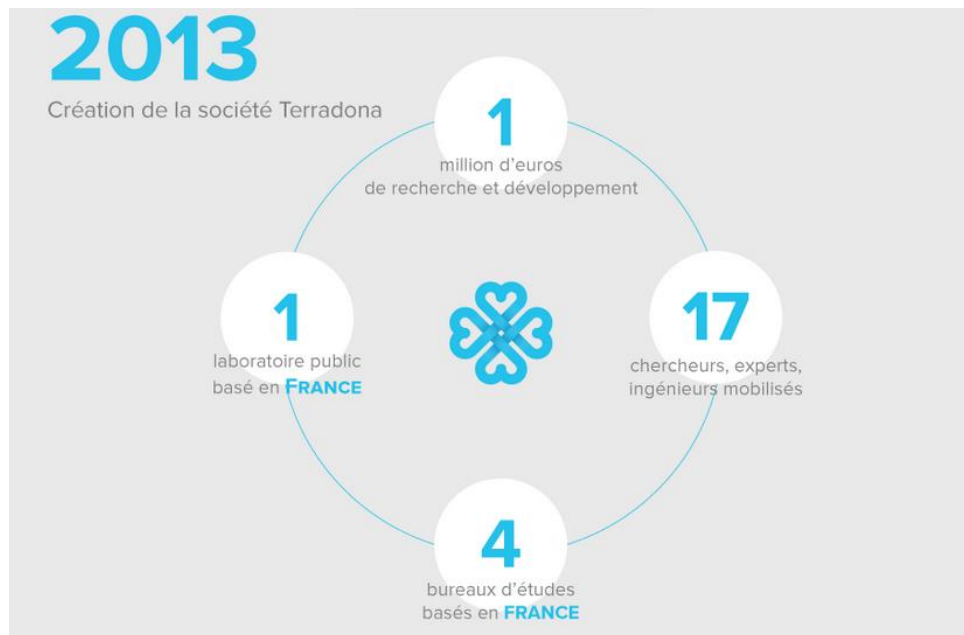 2013
Création de la société Terradona
1
million d'euros
de recherche et développement
1
laboratoire public
basé en FRANCE
17
chercheurs, experts,
ingénieurs mobilisés
4
bureaux d'études
basés en FRANCE